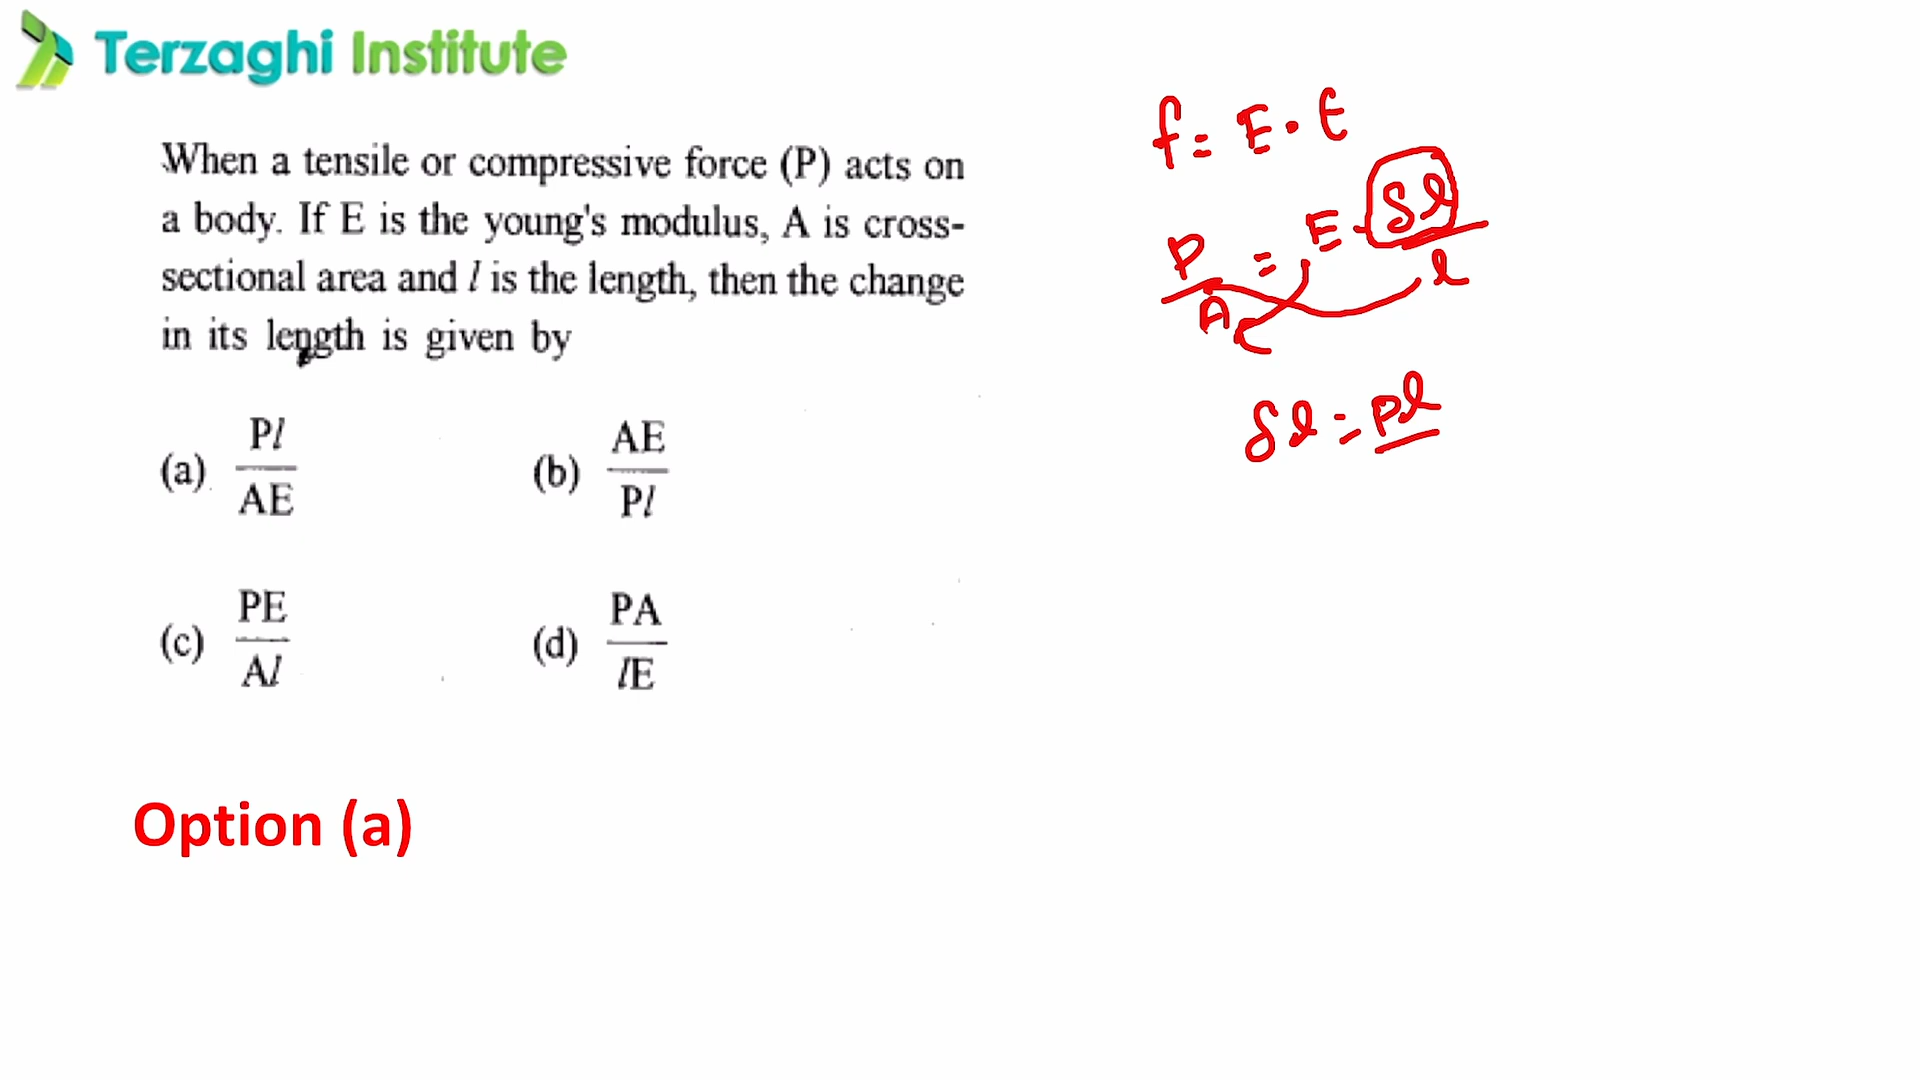 Terzaghi Institute
When a tensile or compressive force (P) acts on
a body. If E is the young's modulus, A is cross-
sectional area and l is the length, then the change
in its length is given by
(a) Pl/AE (b) AE/Pl
(c) PE/Al (d) PA/lE
Option (a)
f = E · ε
P/A = E · δl/l
δl = Pl